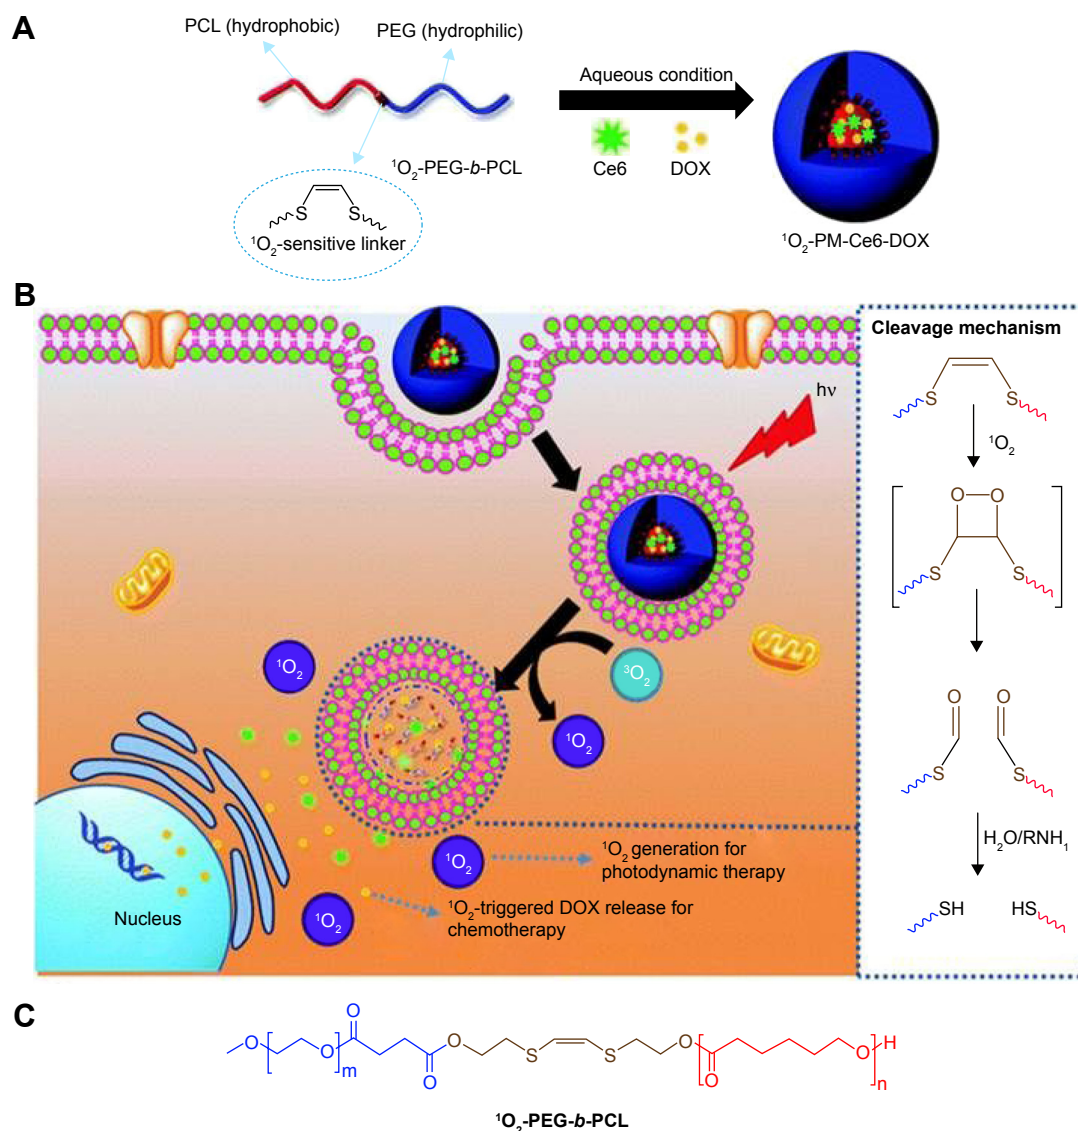 A
PCL (hydrophobic)
PEG (hydrophilic)
Aqueous condition
Ce6
DOX
¹O₂-PEG-b-PCL
S
S
¹O₂-sensitive linker
¹O₂-PM-Ce6-DOX
B
hν
³O₂
¹O₂
¹O₂
¹O₂
¹O₂
¹O₂ generation for
photodynamic therapy
¹O₂-triggered DOX release for
chemotherapy
Nucleus
Cleavage mechanism
S
S
¹O₂
O
O
S
S
O
O
S
S
H₂O/RNH₁
SH
HS
C
O
O
m
O
O
O
S
S
O
O
O
H
n
¹O₂-PEG-b-PCL